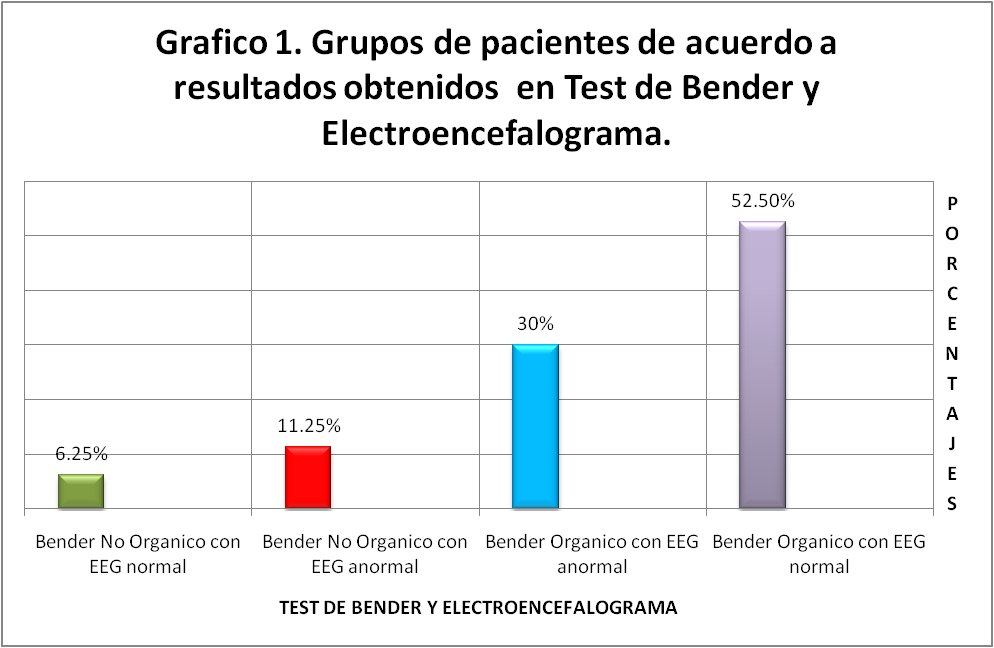 Grafico 1. Grupos de pacientes de acuerdo a
resultados obtenidos en Test de Bender y
Electroencefalograma.
6.25%
11.25%
30%
52.50%
PORCENTAJES
Bender No Organico con
EEG normal
Bender No Organico con
EEG anormal
Bender Organico con EEG
anormal
Bender Organico con EEG
normal
TEST DE BENDER Y ELECTROENCEFALOGRAMA